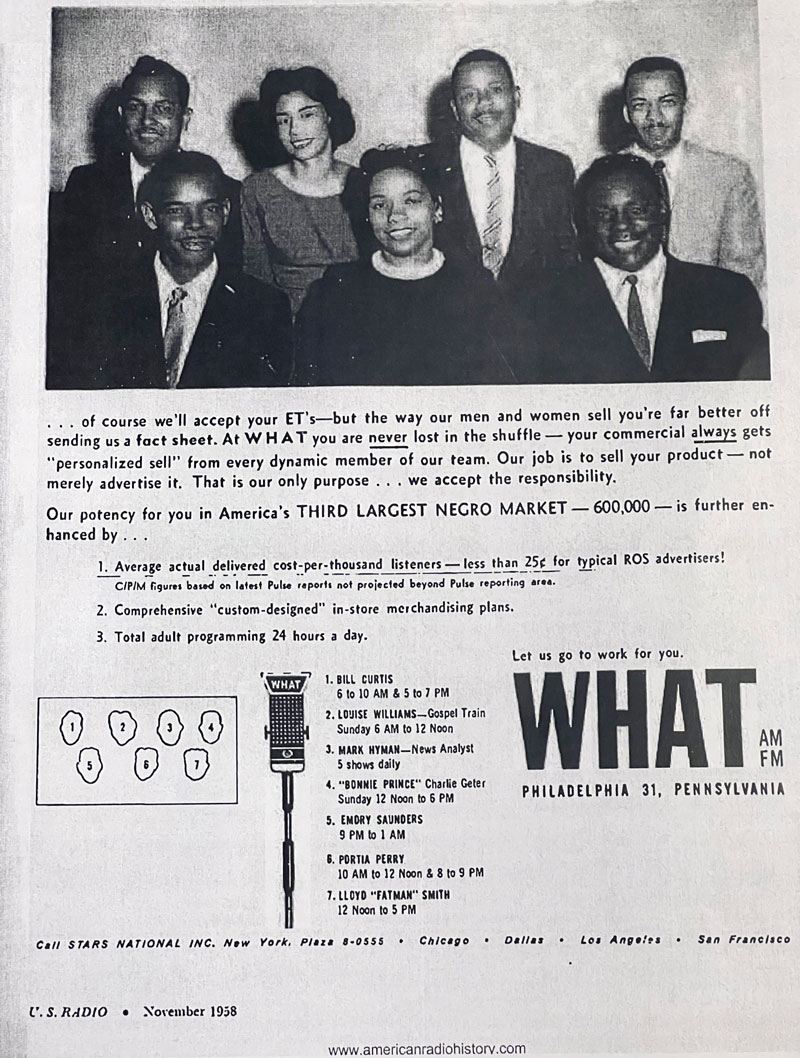 . . . of course we'll accept your ET's—but the way our men and women sell you're far better off
sending us a fact sheet. At WHAT you are never lost in the shuffle — your commercial always gets
"personalized sell" from every dynamic member of our team. Our job is to sell your product — not
merely advertise it. That is our only purpose . . . we accept the responsibility.
Our potency for you in America's THIRD LARGEST NEGRO MARKET — 600,000 — is further en-
hanced by . . .
1. Average actual delivered cost-per-thousand listeners — less than 25¢ for typical ROS advertisers!
C/P/M figures based on latest Pulse reports not projected beyond Pulse reporting area.
2. Comprehensive "custom-designed" in-store merchandising plans.
3. Total adult programming 24 hours a day.
1 2 3 4
5 6 7
WHAT
1. BILL CURTIS
6 to 10 AM & 5 to 7 PM
2. LOUISE WILLIAMS—Gospel Train
Sunday 6 AM to 12 Noon
3. MARK HYMAN—News Analyst
5 shows daily
4. "BONNIE PRINCE" Charlie Geter
Sunday 12 Noon to 6 PM
5. EMORY SAUNDERS
9 PM to 1 AM
6. PORTIA PERRY
10 AM to 12 Noon & 8 to 9 PM
7. LLOYD "FATMAN" SMITH
12 Noon to 5 PM
Let us go to work for you.
WHAT
AM
FM
PHILADELPHIA 31, PENNSYLVANIA
Call STARS NATIONAL INC. New York, Plaza 8-0555 • Chicago • Dallas • Los Angeles • San Francisco
U. S. RADIO • November 1958
www.americanradiohistory.com